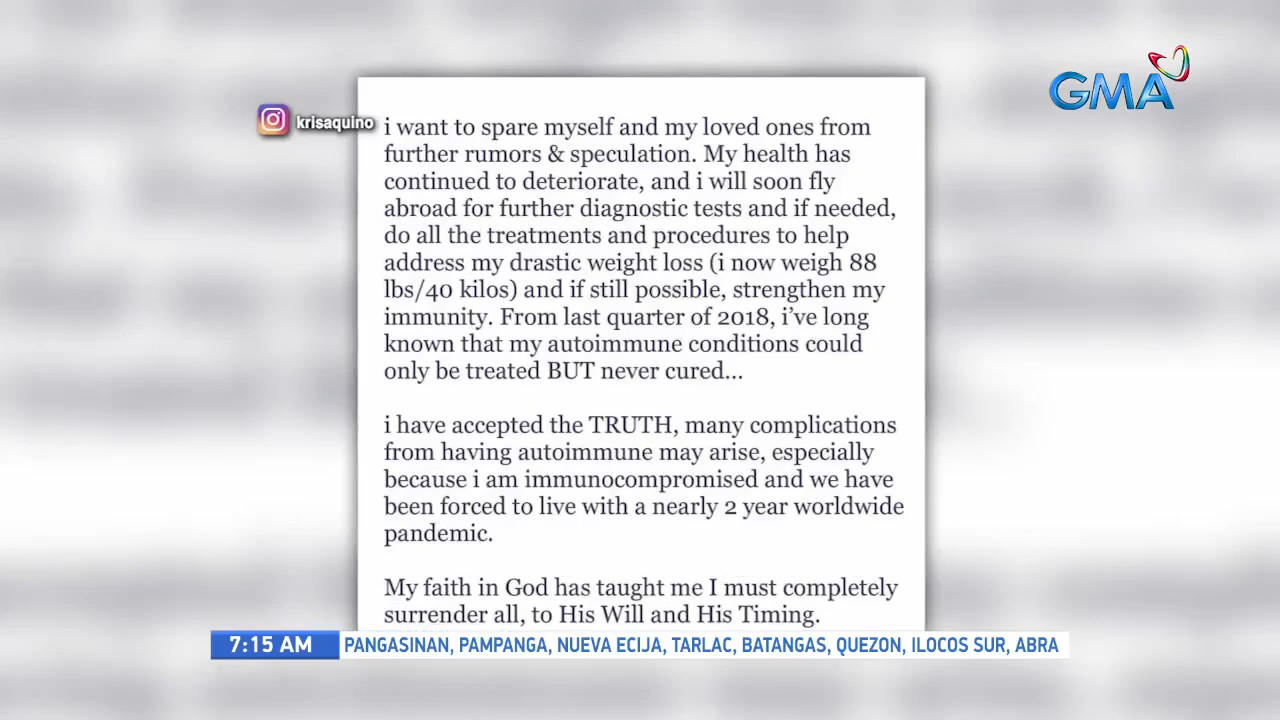 GMA
krisaquino
i want to spare myself and my loved ones from
further rumors & speculation. My health has
continued to deteriorate, and i will soon fly
abroad for further diagnostic tests and if needed,
do all the treatments and procedures to help
address my drastic weight loss (i now weigh 88
lbs/40 kilos) and if still possible, strengthen my
immunity. From last quarter of 2018, i’ve long
known that my autoimmune conditions could
only be treated BUT never cured...
i have accepted the TRUTH, many complications
from having autoimmune may arise, especially
because i am immunocompromised and we have
been forced to live with a nearly 2 year worldwide
pandemic.
My faith in God has taught me I must completely
surrender all, to His Will and His Timing.
7:15 AM PANGASINAN, PAMPANGA, NUEVA ECIJA, TARLAC, BATANGAS, QUEZON, ILOCOS SUR, ABRA